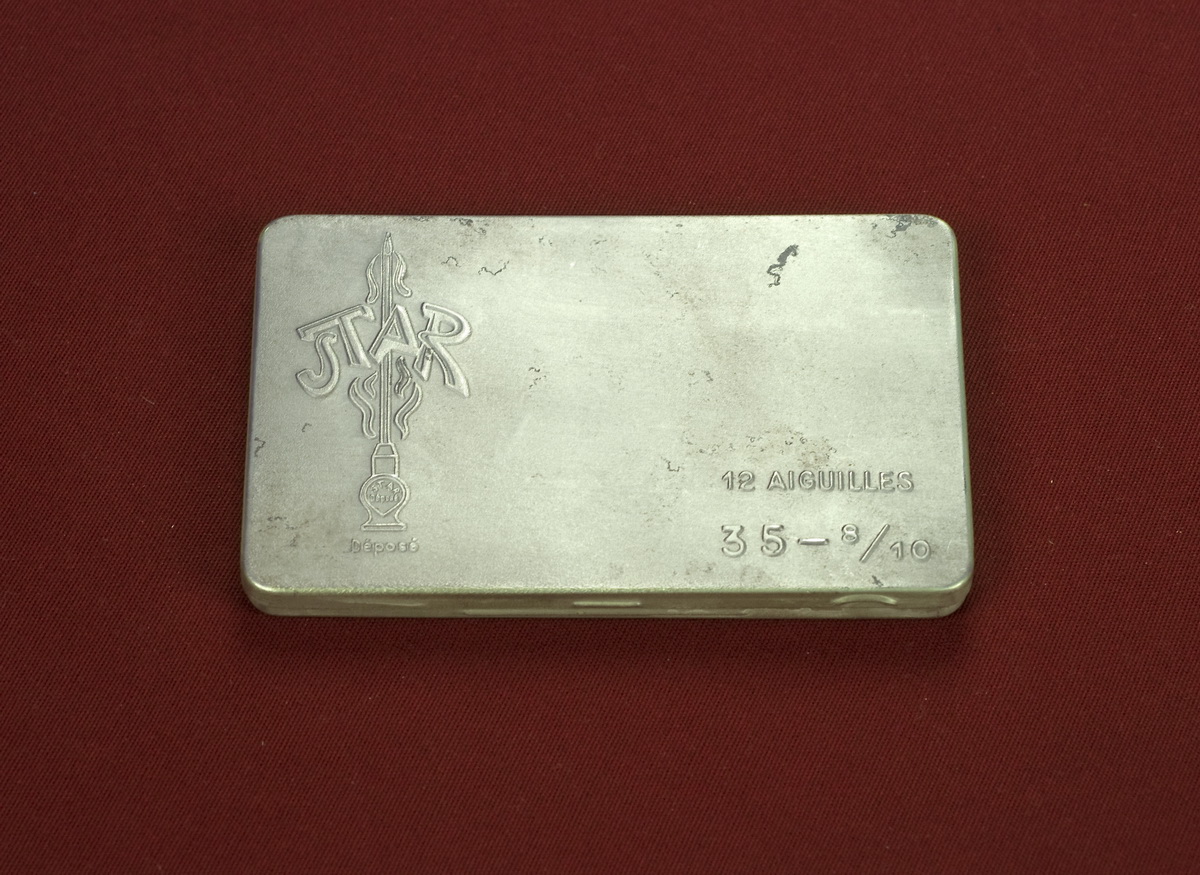 STAR
Déposé
12 AIGUILLES
35-8/10